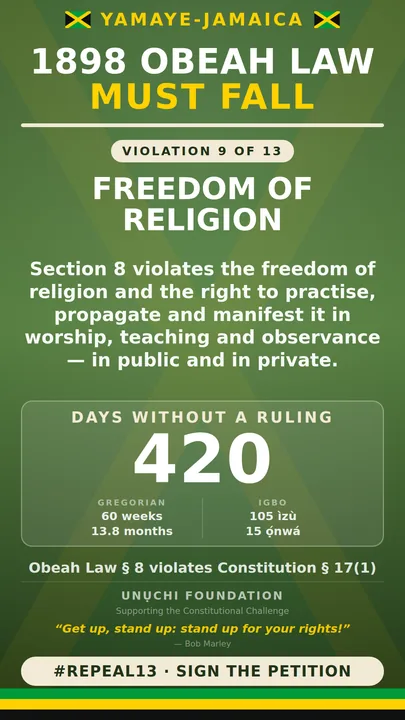 YAMAYE-JAMAICA
1898 OBEAH LAW
MUST FALL
VIOLATION 9 OF 13
FREEDOM OF
RELIGION
Section 8 violates the freedom of
religion and the right to practise,
propagate and manifest it in
worship, teaching and observance
— in public and in private.
DAYS WITHOUT A RULING
420
GREGORIAN
60 weeks
13.8 months
IGBO
105 ìzù
15 ọ́nwá
Obeah Law § 8 violates Constitution § 17(1)
UNỤCHI FOUNDATION
Supporting the Constitutional Challenge
“Get up, stand up: stand up for your rights!”
— Bob Marley
#REPEAL13 · SIGN THE PETITION